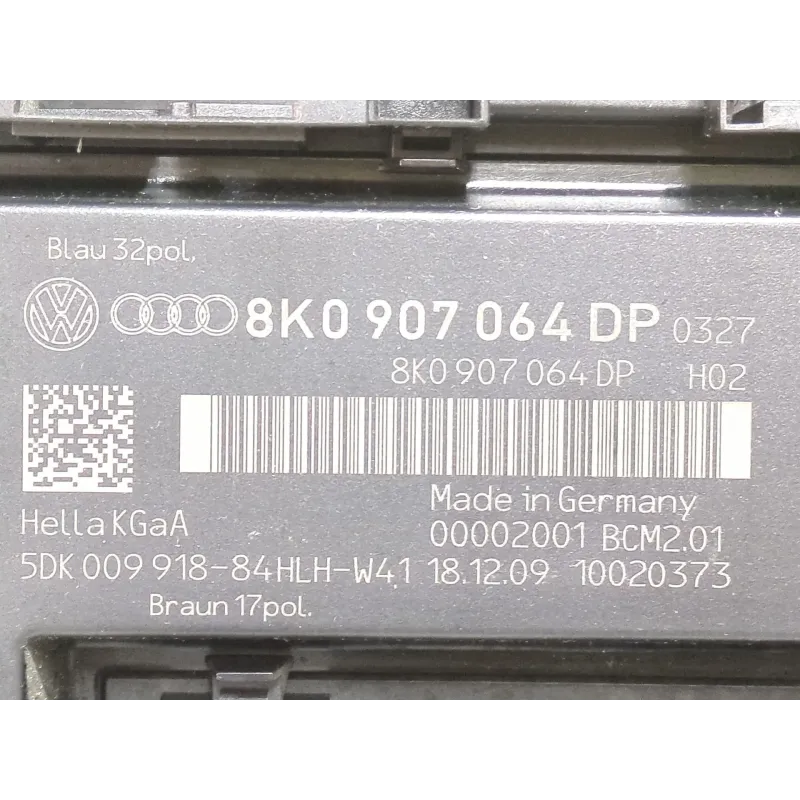 Blau 32pol,
8K0 907 064 DP 0327
8K0 907 064 DP H02
Made in Germany
Hella KGaA
00002001 BCM2.01
5DK 009 918-84HLH-W41 18.12.09 10020373
Braun 17pol.